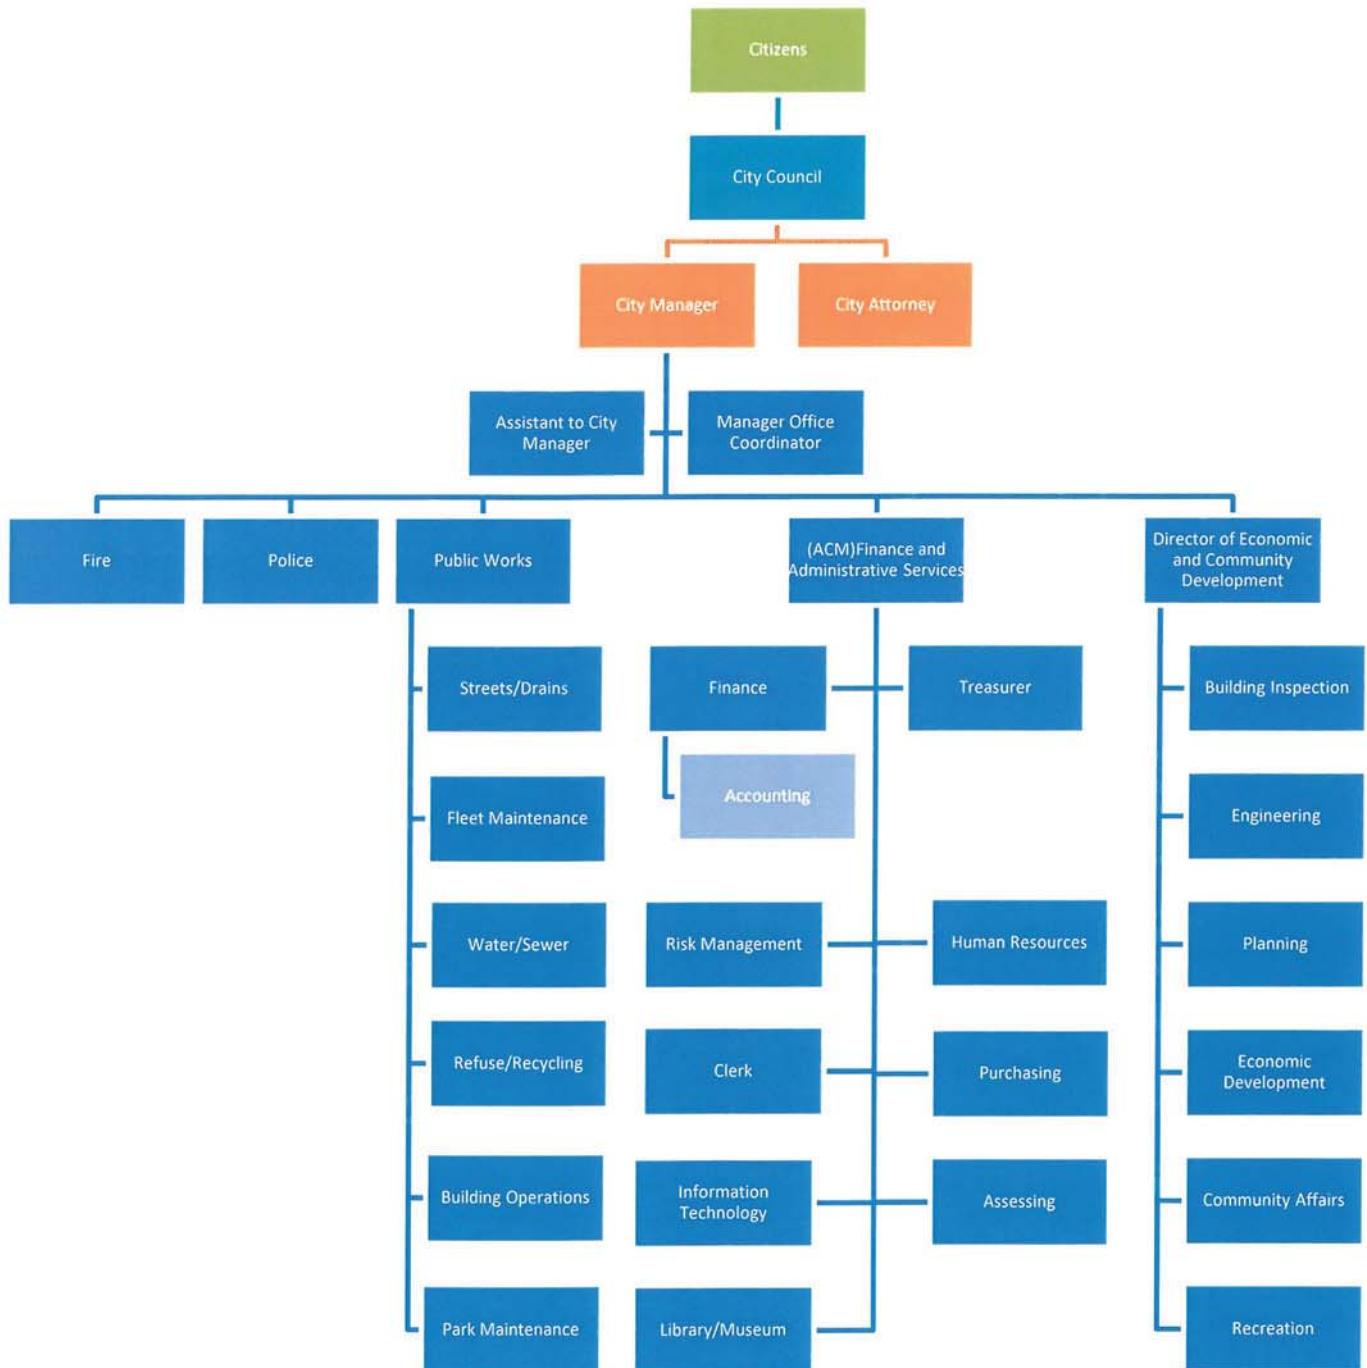 Citizens
City Council
City Manager
City Attorney
Assistant to City
Manager
Manager Office
Coordinator
Fire
Police
Public Works
(ACM)Finance and
Administrative Services
Director of Economic
and Community
Development
Streets/Drains
Finance
Treasurer
Building Inspection
Fleet Maintenance
Accounting
Engineering
Water/Sewer
Risk Management
Human Resources
Planning
Refuse/Recycling
Clerk
Purchasing
Economic
Development
Building Operations
Information
Technology
Assessing
Community Affairs
Park Maintenance
Library/Museum
Recreation